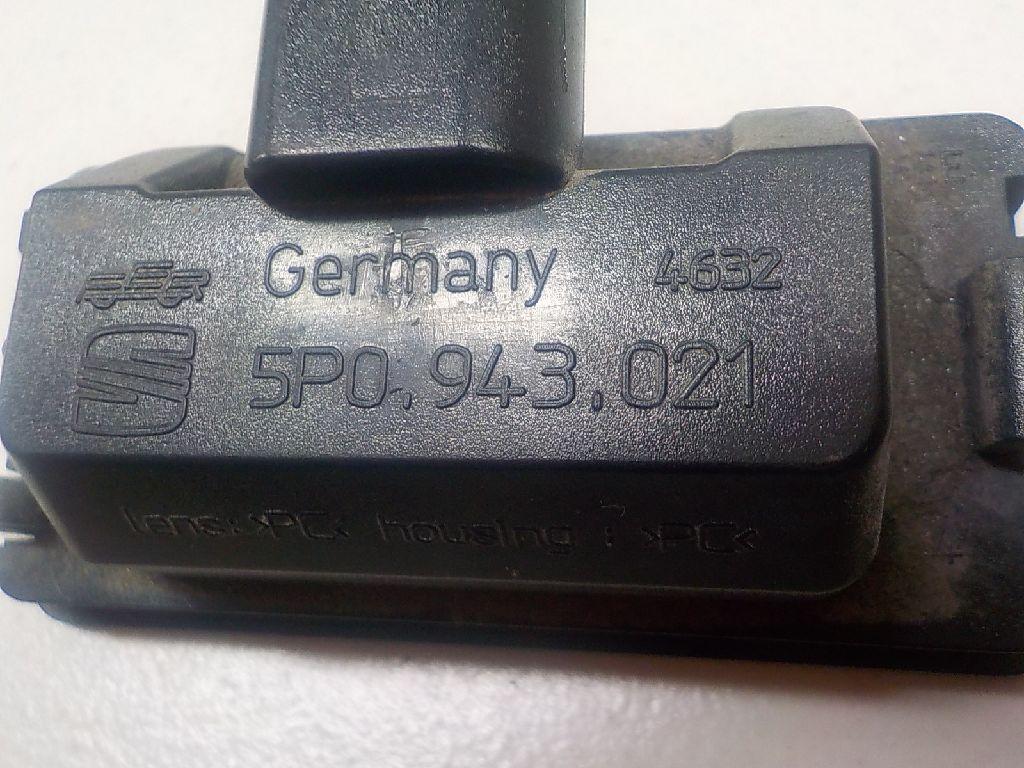 Germany 4632
5P0.943.021
lens:>PC< housing : >PC<